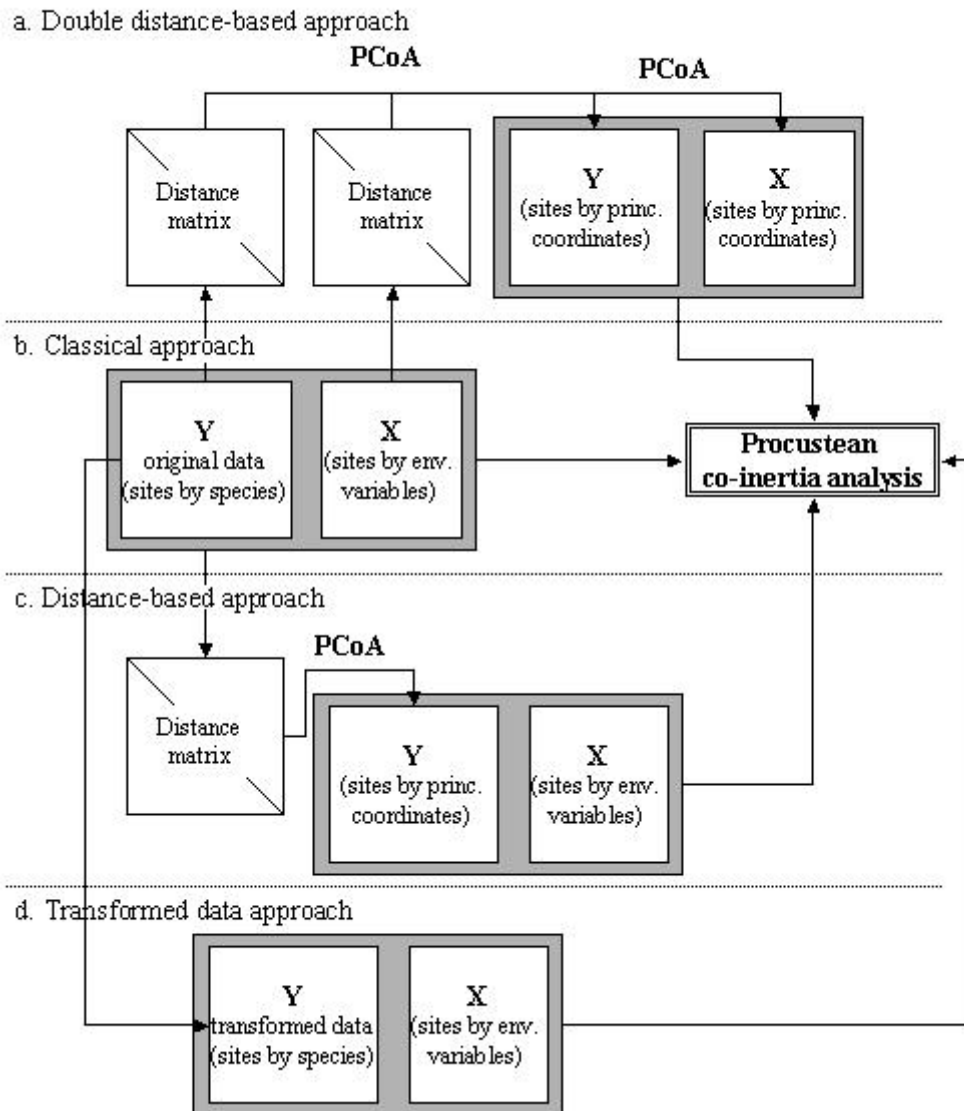 a. Double distance-based approach
PCoA
PCoA
Distance
matrix
Distance
matrix
Y
(sites by princ.
coordinates)
X
(sites by princ.
coordinates)
b. Classical approach
Y
original data
(sites by species)
X
(sites by env.
variables)
Procustean
co-inertia analysis
c. Distance-based approach
PCoA
Distance
matrix
Y
(sites by princ.
coordinates)
X
(sites by env.
variables)
d. Transformed data approach
Y
transformed data
(sites by species)
X
(sites by env.
variables)